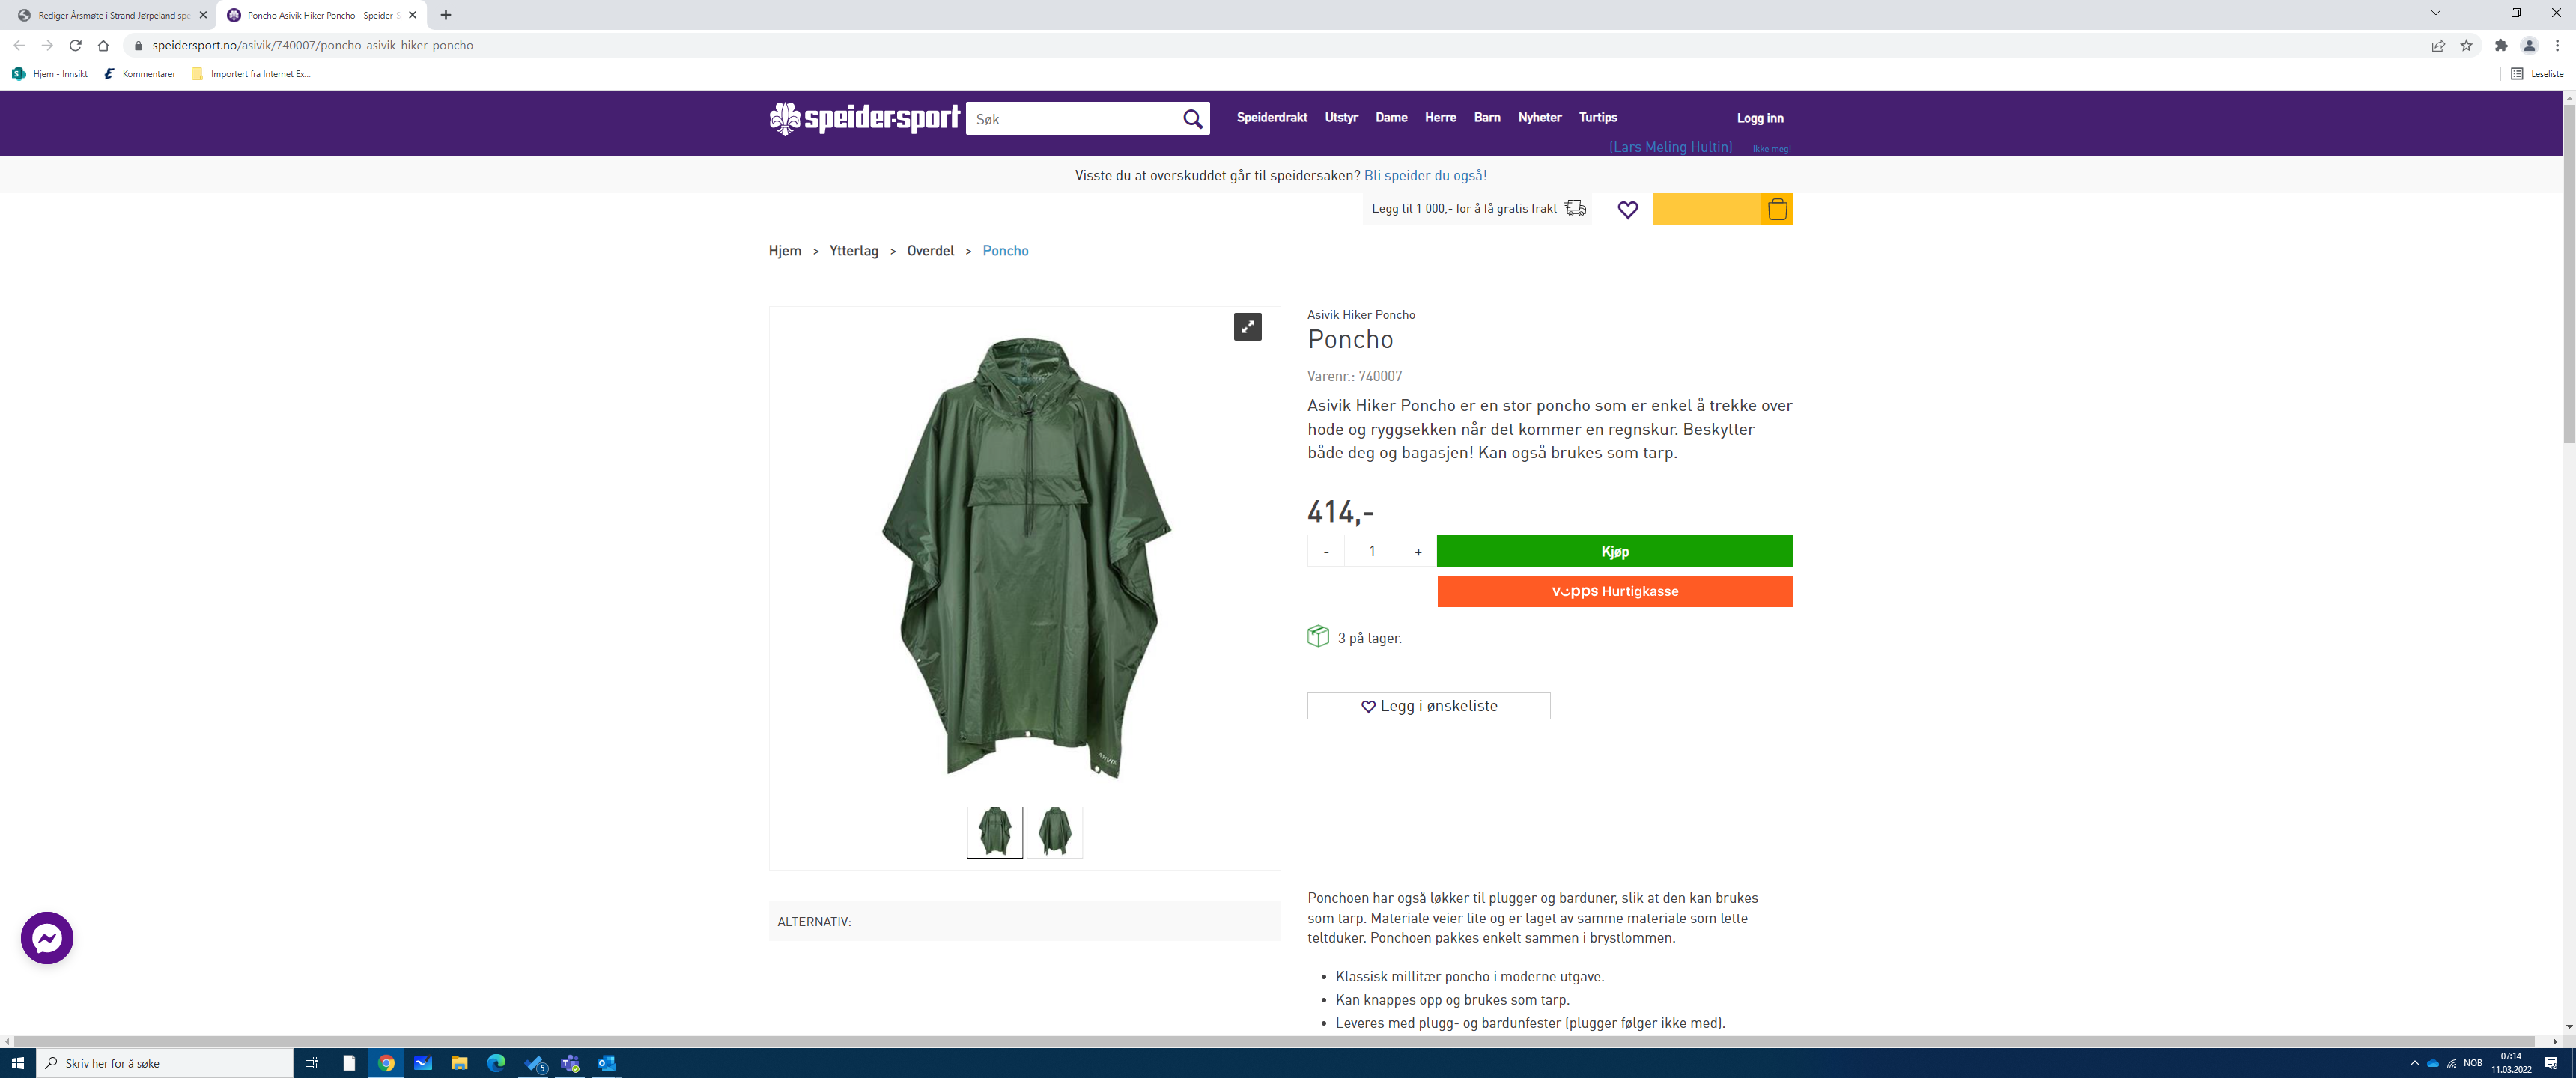 Rediger Årsmøte i Strand Jørpeland spe
Poncho Asivik Hiker Poncho - Speider-S
speidersport.no/asivik/740007/poncho-asivik-hiker-poncho
Hjem - Innsikt
Kommentarer
Importert fra Internet Ex...
Leseliste
speider-sport
Søk
Speiderdrakt
Utstyr
Dame
Herre
Barn
Nyheter
Turtips
Logg inn
(Lars Meling Hultin)
Ikke meg!
Visste du at overskuddet går til speidersaken? Bli speider du også!
Legg til 1 000,- for å få gratis frakt
Hjem > Ytterlag > Overdel > Poncho
Asivik Hiker Poncho
Poncho
Varenr.: 740007
Asivik Hiker Poncho er en stor poncho som er enkel å trekke over
hode og ryggsekken når det kommer en regnskur. Beskytter
både deg og bagasjen! Kan også brukes som tarp.
414,-
- 1 +
Kjøp
vipps Hurtigkasse
3 på lager.
Legg i ønskeliste
ASIVIK
ALTERNATIV:
Ponchoen har også løkker til plugger og barduner, slik at den kan brukes
som tarp. Materiale veier lite og er laget av samme materiale som lette
teltduker. Ponchoen pakkes enkelt sammen i brystlommen.
• Klassisk millitær poncho i moderne utgave.
• Kan knappes opp og brukes som tarp.
• Leveres med plugg- og bardunfester (plugger følger ikke med).
Skriv her for å søke
5
NOB
07:14
11.03.2022